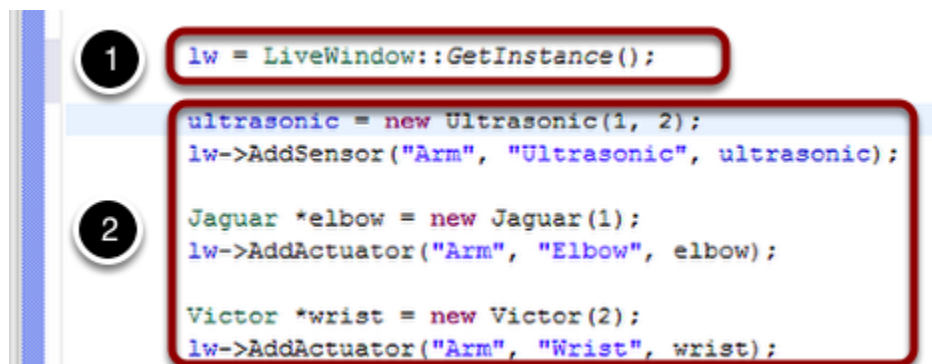 1
lw = LiveWindow::GetInstance();
ultrasonic = new Ultrasonic(1, 2);
lw->AddSensor("Arm", "Ultrasonic", ultrasonic);
2
Jaguar *elbow = new Jaguar(1);
lw->AddActuator("Arm", "Elbow", elbow);
Victor *wrist = new Victor(2);
lw->AddActuator("Arm", "Wrist", wrist);